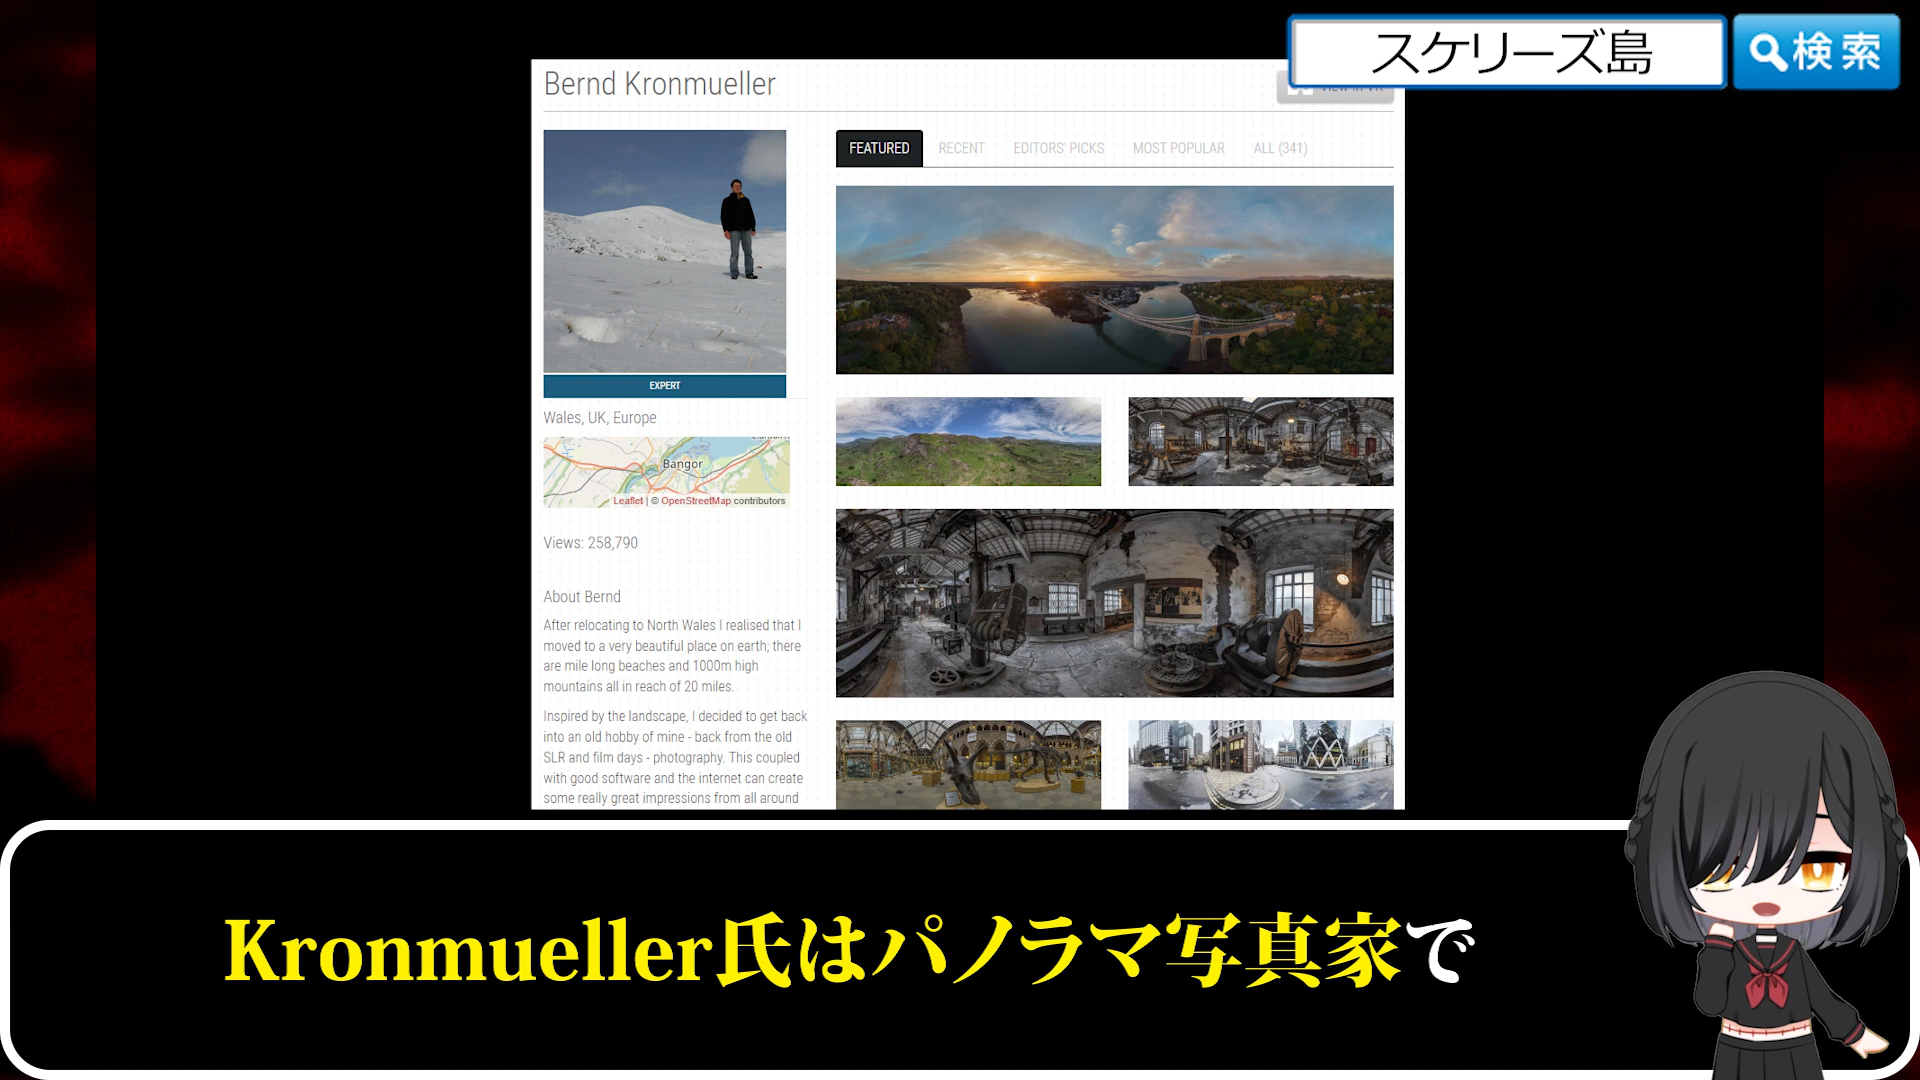 スケリーズ島
検索
Bernd Kronmueller
FEATURED
RECENT
EDITORS' PICKS
MOST POPULAR
ALL (341)
EXPERT
Wales, UK, Europe
Bangor
Leaflet | © OpenStreetMap contributors
Views: 258,790
About Bernd
After relocating to North Wales I realised that I
moved to a very beautiful place on earth; there
are mile long beaches and 1000m high
mountains all in reach of 20 miles.
Inspired by the landscape, I decided to get back
into an old hobby of mine - back from the old
SLR and film days - photography. This coupled
with good software and the internet can create
some really great impressions from all around
Kronmueller氏はパノラマ写真家で